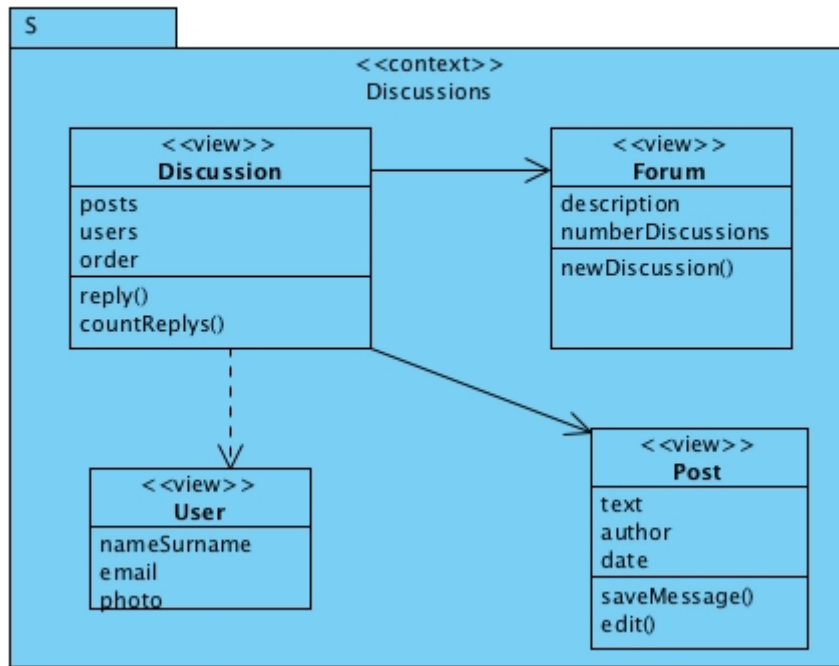 S
<<context>>
Discussions
<<view>>
Discussion
posts
users
order
reply()
countReplys()
<<view>>
Forum
description
numberDiscussions
newDiscussion()
<<view>>
User
nameSurname
email
photo
<<view>>
Post
text
author
date
saveMessage()
edit()